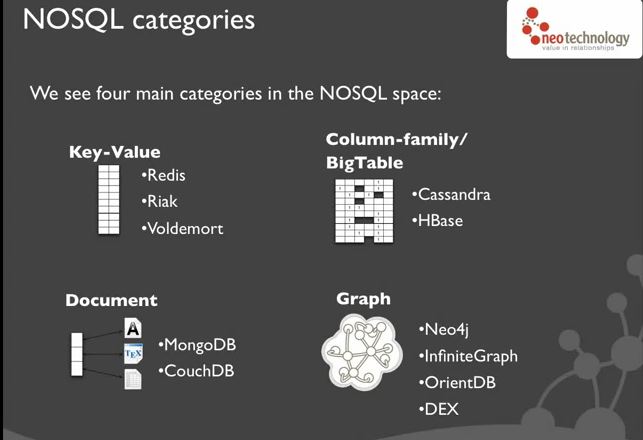 NOSQL categories
neotechnology
value in relationships
We see four main categories in the NOSQL space:
Key-Value
•Redis
•Riak
•Voldemort
Column-family/
BigTable
•Cassandra
•HBase
Document
A
TEX
•MongoDB
•CouchDB
Graph
•Neo4j
•InfiniteGraph
•OrientDB
•DEX